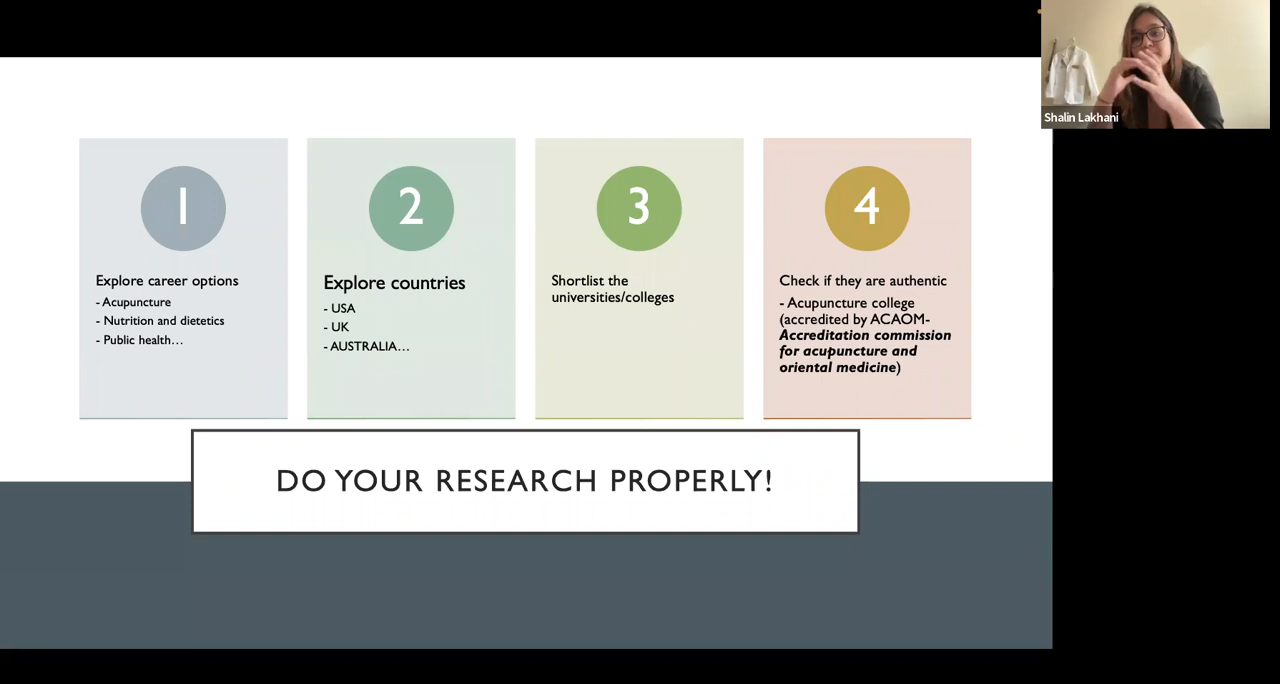 Shalin Lakhani
1
Explore career options
- Acupuncture
- Nutrition and dietetics
- Public health…
2
Explore countries
- USA
- UK
- AUSTRALIA…
3
Shortlist the
universities/colleges
4
Check if they are authentic
- Acupuncture college
(accredited by ACAOM-
Accreditation commission
for acupuncture and
oriental medicine)
DO YOUR RESEARCH PROPERLY!